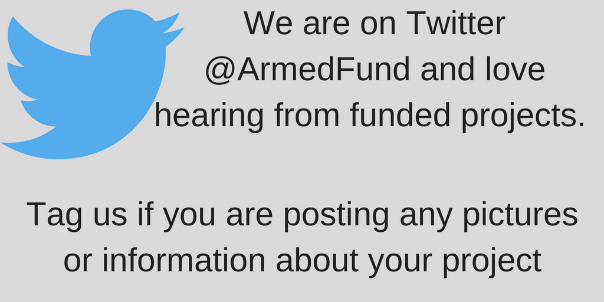 We are on Twitter
@ArmedFund and love
hearing from funded projects.
Tag us if you are posting any pictures
or information about your project